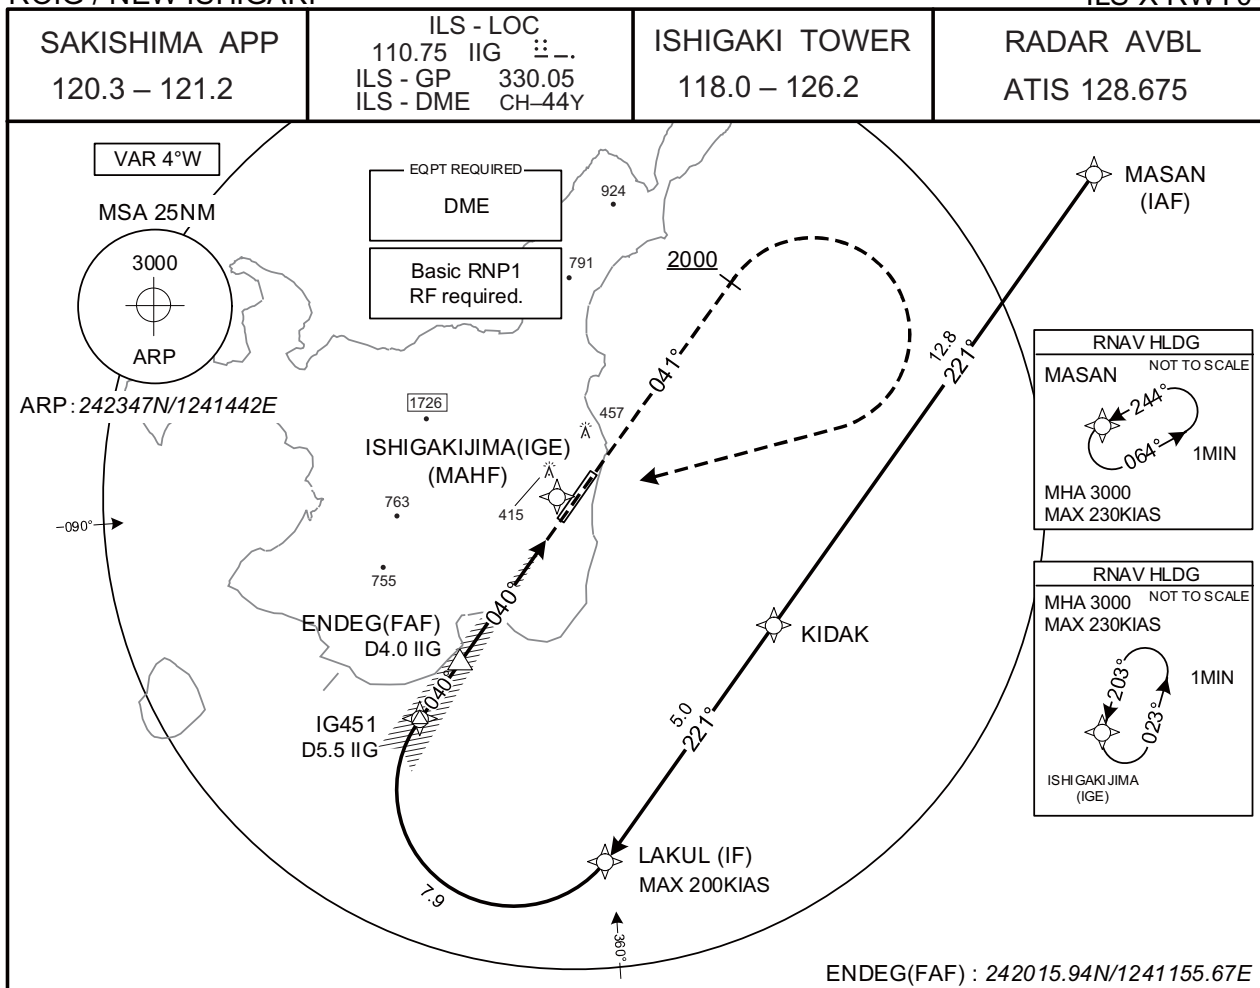 ROIG / NEW ISHIGAKI
SAKISHIMA APP
120.3 – 121.2
ILS - LOC
110.75 IIG
ILS - GP 330.05
ILS - DME CH–44Y
ISHIGAKI TOWER
118.0 – 126.2
RADAR AVBL
ATIS 128.675
VAR 4°W
MSA 25NM
3000
ARP
ARP : 242347N/1241442E
EQPT REQUIRED
DME
Basic RNP1
RF required.
924
791
2000
MASAN
(IAF)
041°
12.8
221°
RNAV HLDG
NOT TO SCALE
MASAN
244°
064°
1MIN
MHA 3000
MAX 230KIAS
1726
457
ISHIGAKIJIMA(IGE)
(MAHF)
415
763
–090°
755
040°
ENDEG(FAF)
D4.0 IIG
040°
IG451
D5.5 IIG
KIDAK
5.0
221°
RNAV HLDG
MHA 3000 NOT TO SCALE
MAX 230KIAS
203°
023°
1MIN
ISHIGAKIJIMA
(IGE)
LAKUL (IF)
MAX 200KIAS
7.9
–360°
ENDEG(FAF) : 242015.94N/1241155.67E